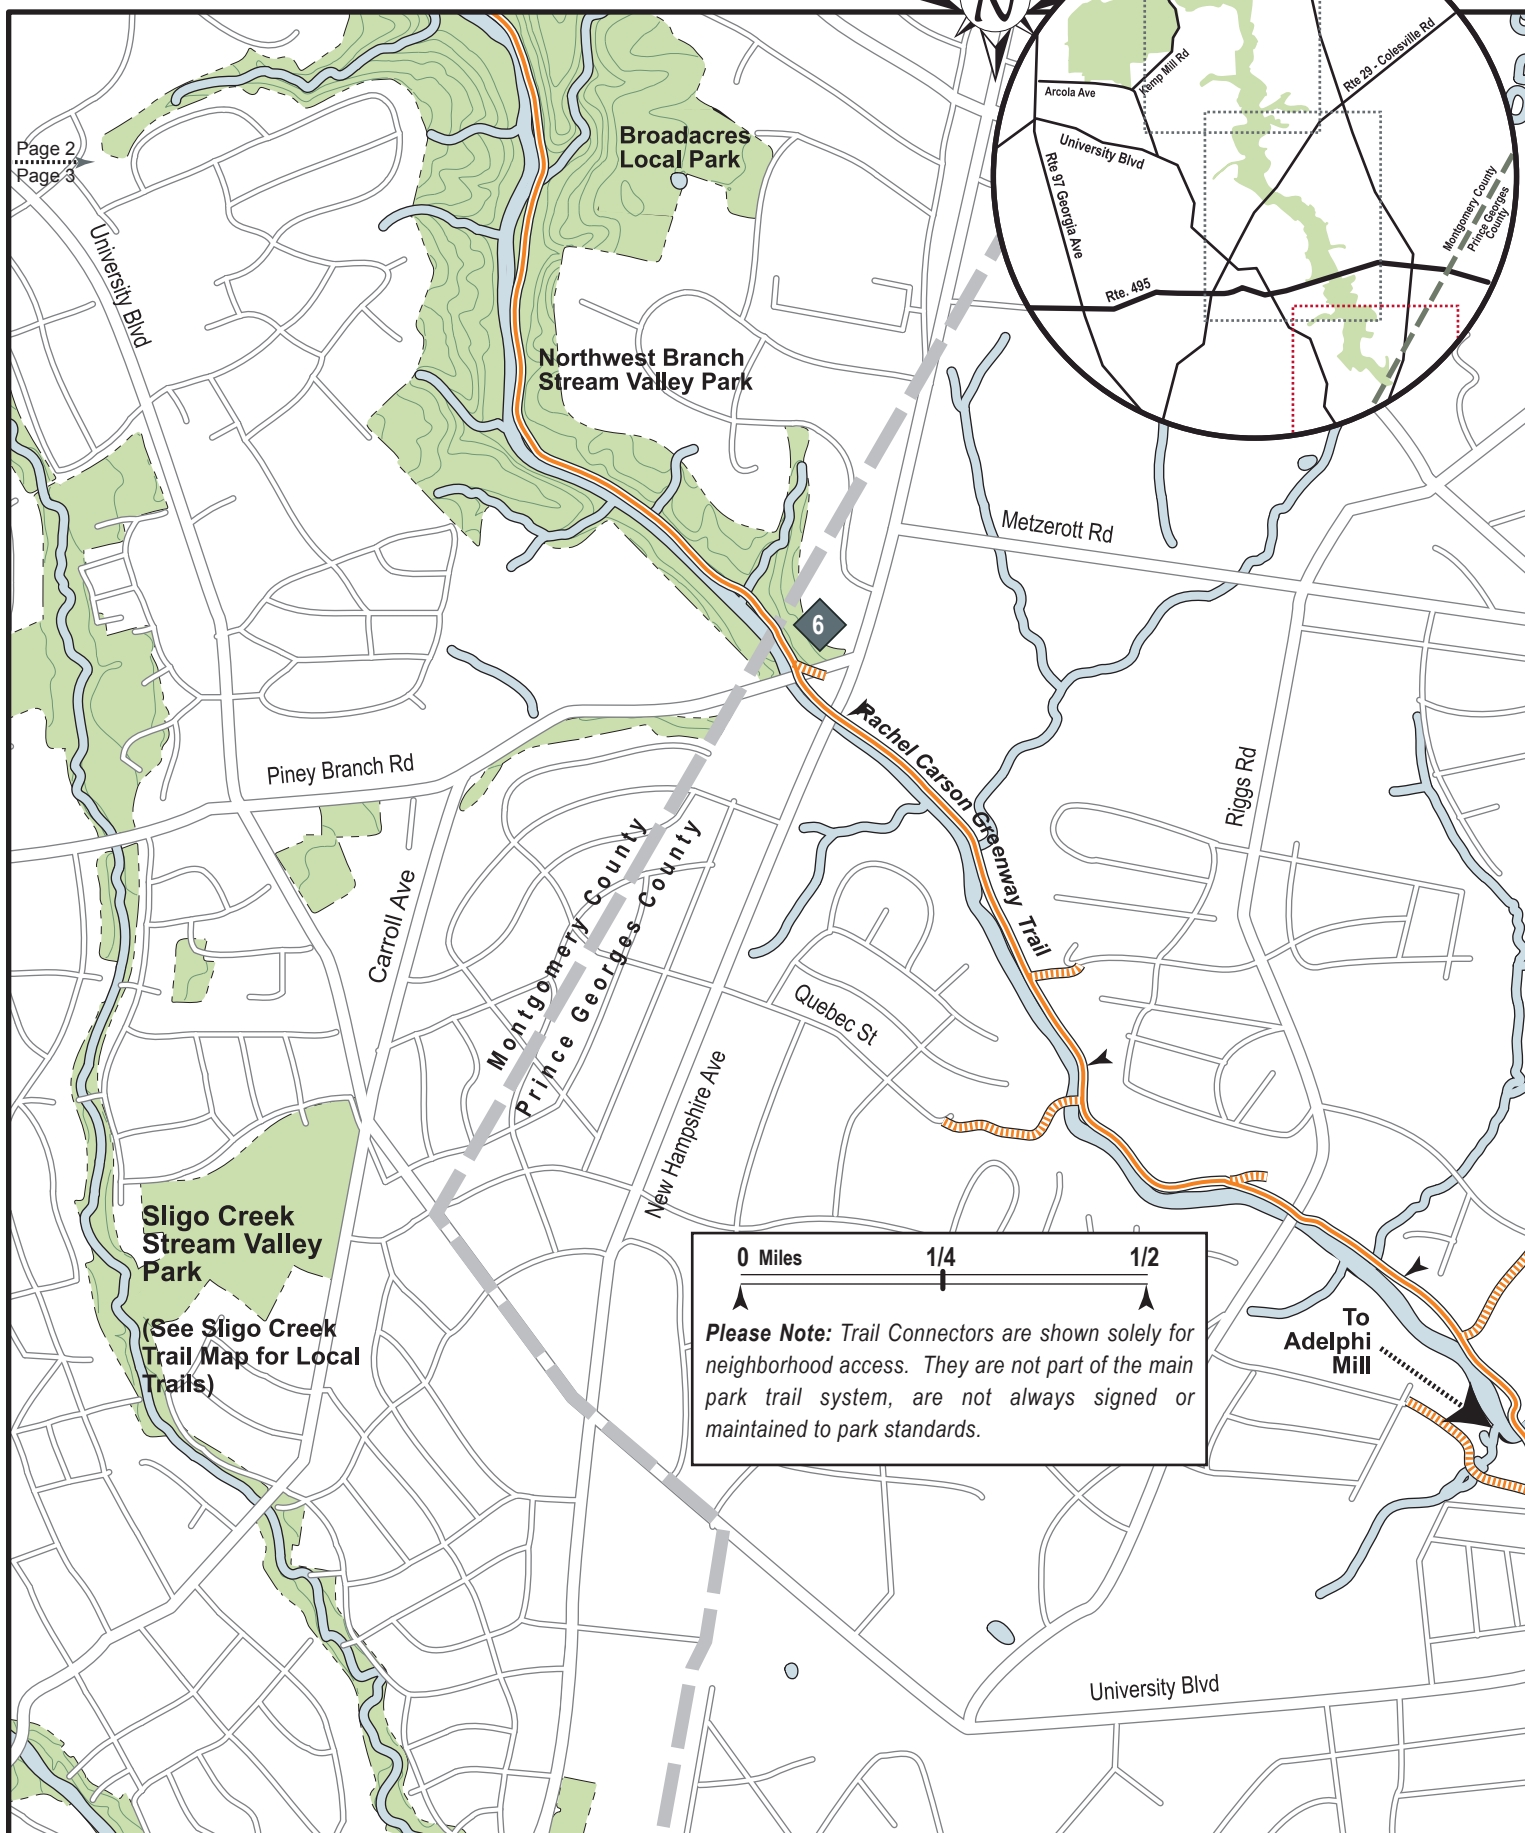 N
Kemp Mill Rd
Rte 29 - Colesville Rd
Arcola Ave
University Blvd
Rte 97 Georgia Ave
Montgomery County
Prince Georges
County
Rte. 495
Page 2
Page 3
Broadacres
Local Park
University Blvd
Northwest Branch
Stream Valley Park
Metzerott Rd
6
Rachel Carson Greenway Trail
Piney Branch Rd
Riggs Rd
Carroll Ave
Montgomery County
Prince Georges County
Quebec St
New Hampshire Ave
Sligo Creek
Stream Valley
Park
(See Sligo Creek
Trail Map for Local
Trails)
0 Miles 1/4 1/2
Please Note: Trail Connectors are shown solely for
neighborhood access. They are not part of the main
park trail system, are not always signed or
maintained to park standards.
To
Adelphi
Mill
University Blvd